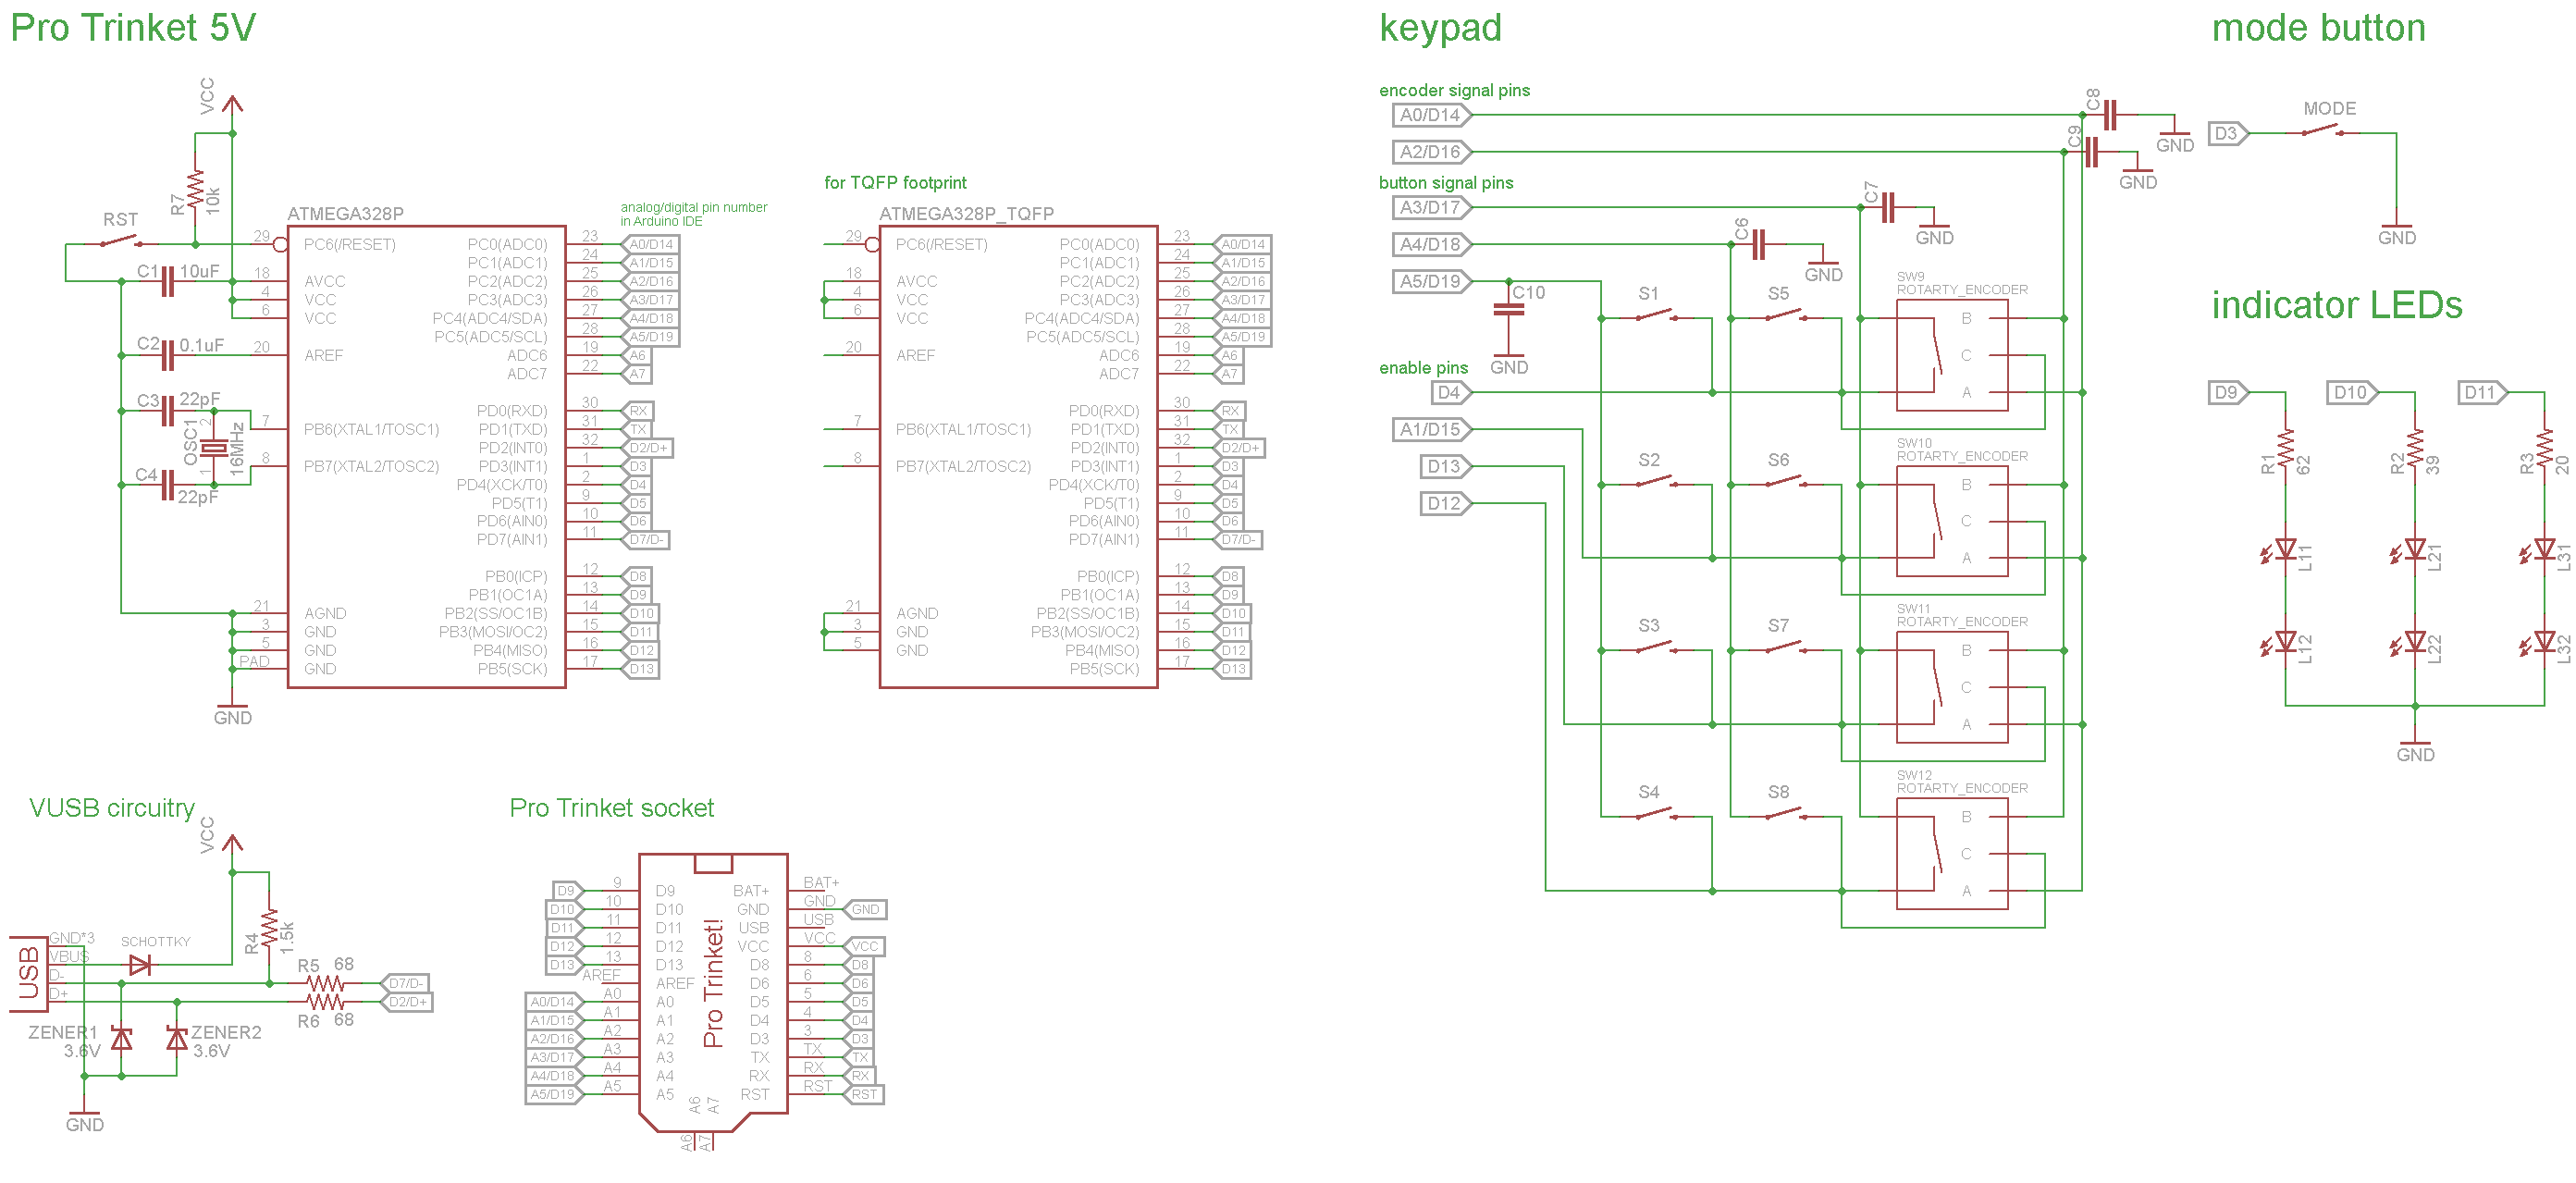 Pro Trinket 5V
VCC
R7
10k
RST
C1
10uF
C2
0.1uF
C3
22pF
OSC1
2
1
16MHz
C4
22pF
GND
ATMEGA328P
analog/digital pin number
in Arduino IDE
29 PC6(/RESET) PC0(ADC0) 23 A0/D14
PC1(ADC1) 24 A1/D15
18 AVCC PC2(ADC2) 25 A2/D16
4 VCC PC3(ADC3) 26 A3/D17
6 VCC PC4(ADC4/SDA) 27 A4/D18
PC5(ADC5/SCL) 28 A5/D19
20 AREF ADC6 19 A6
ADC7 22 A7
PD0(RXD) 30 RX
7 PB6(XTAL1/TOSC1) PD1(TXD) 31 TX
PD2(INT0) 32 D2/D+
8 PB7(XTAL2/TOSC2) PD3(INT1) 1 D3
PD4(XCK/T0) 2 D4
PD5(T1) 9 D5
PD6(AIN0) 10 D6
PD7(AIN1) 11 D7/D-
PB0(ICP) 12 D8
PB1(OC1A) 13 D9
21 AGND PB2(SS/OC1B) 14 D10
3 GND PB3(MOSI/OC2) 15 D11
5 GND PB4(MISO) 16 D12
PAD GND PB5(SCK) 17 D13
for TQFP footprint
ATMEGA328P_TQFP
29 PC6(/RESET) PC0(ADC0) 23 A0/D14
PC1(ADC1) 24 A1/D15
18 AVCC PC2(ADC2) 25 A2/D16
4 VCC PC3(ADC3) 26 A3/D17
6 VCC PC4(ADC4/SDA) 27 A4/D18
PC5(ADC5/SCL) 28 A5/D19
20 AREF ADC6 19 A6
ADC7 22 A7
PD0(RXD) 30 RX
7 PB6(XTAL1/TOSC1) PD1(TXD) 31 TX
PD2(INT0) 32 D2/D+
8 PB7(XTAL2/TOSC2) PD3(INT1) 1 D3
PD4(XCK/T0) 2 D4
PD5(T1) 9 D5
PD6(AIN0) 10 D6
PD7(AIN1) 11 D7/D-
PB0(ICP) 12 D8
PB1(OC1A) 13 D9
21 AGND PB2(SS/OC1B) 14 D10
3 GND PB3(MOSI/OC2) 15 D11
5 GND PB4(MISO) 16 D12
PB5(SCK) 17 D13
VUSB circuitry
VCC
USB
GND*3
VBUS
D-
D+
SCHOTTKY
R4
1.5k
R5 68
D7/D-
D2/D+
R6 68
ZENER1
3.6V
ZENER2
3.6V
GND
Pro Trinket socket
Pro Trinket!
D9 9 D9 BAT+ BAT+
D10 10 D10 GND GND GND
D11 11 D11 USB USB
D12 12 D12 VCC VCC VCC
D13 13 D13 D8 8 D8
AREF AREF D6 6 D6
A0/D14 A0 A0 D5 5 D5
A1/D15 A1 A1 D4 4 D4
A2/D16 A2 A2 D3 3 D3
A3/D17 A3 A3 TX TX TX
A4/D18 A4 A4 RX RX RX
A5/D19 A5 A5 RST RST RST
A6 A7
A6 A7
keypad
encoder signal pins
A0/D14
C8
GND
A2/D16
C9
GND
button signal pins
A3/D17
C7
GND
A4/D18
C6
GND
A5/D19
C10
GND
enable pins
D4
A1/D15
D13
D12
S1
S5
SW9
ROTARTY_ENCODER
B
C
A
S2
S6
SW10
ROTARTY_ENCODER
B
C
A
S3
S7
SW11
ROTARTY_ENCODER
B
C
A
S4
S8
SW12
ROTARTY_ENCODER
B
C
A
mode button
D3
MODE
GND
indicator LEDs
D9
D10
D11
R1
62
R2
39
R3
20
L11
L21
L31
L12
L22
L32
GND